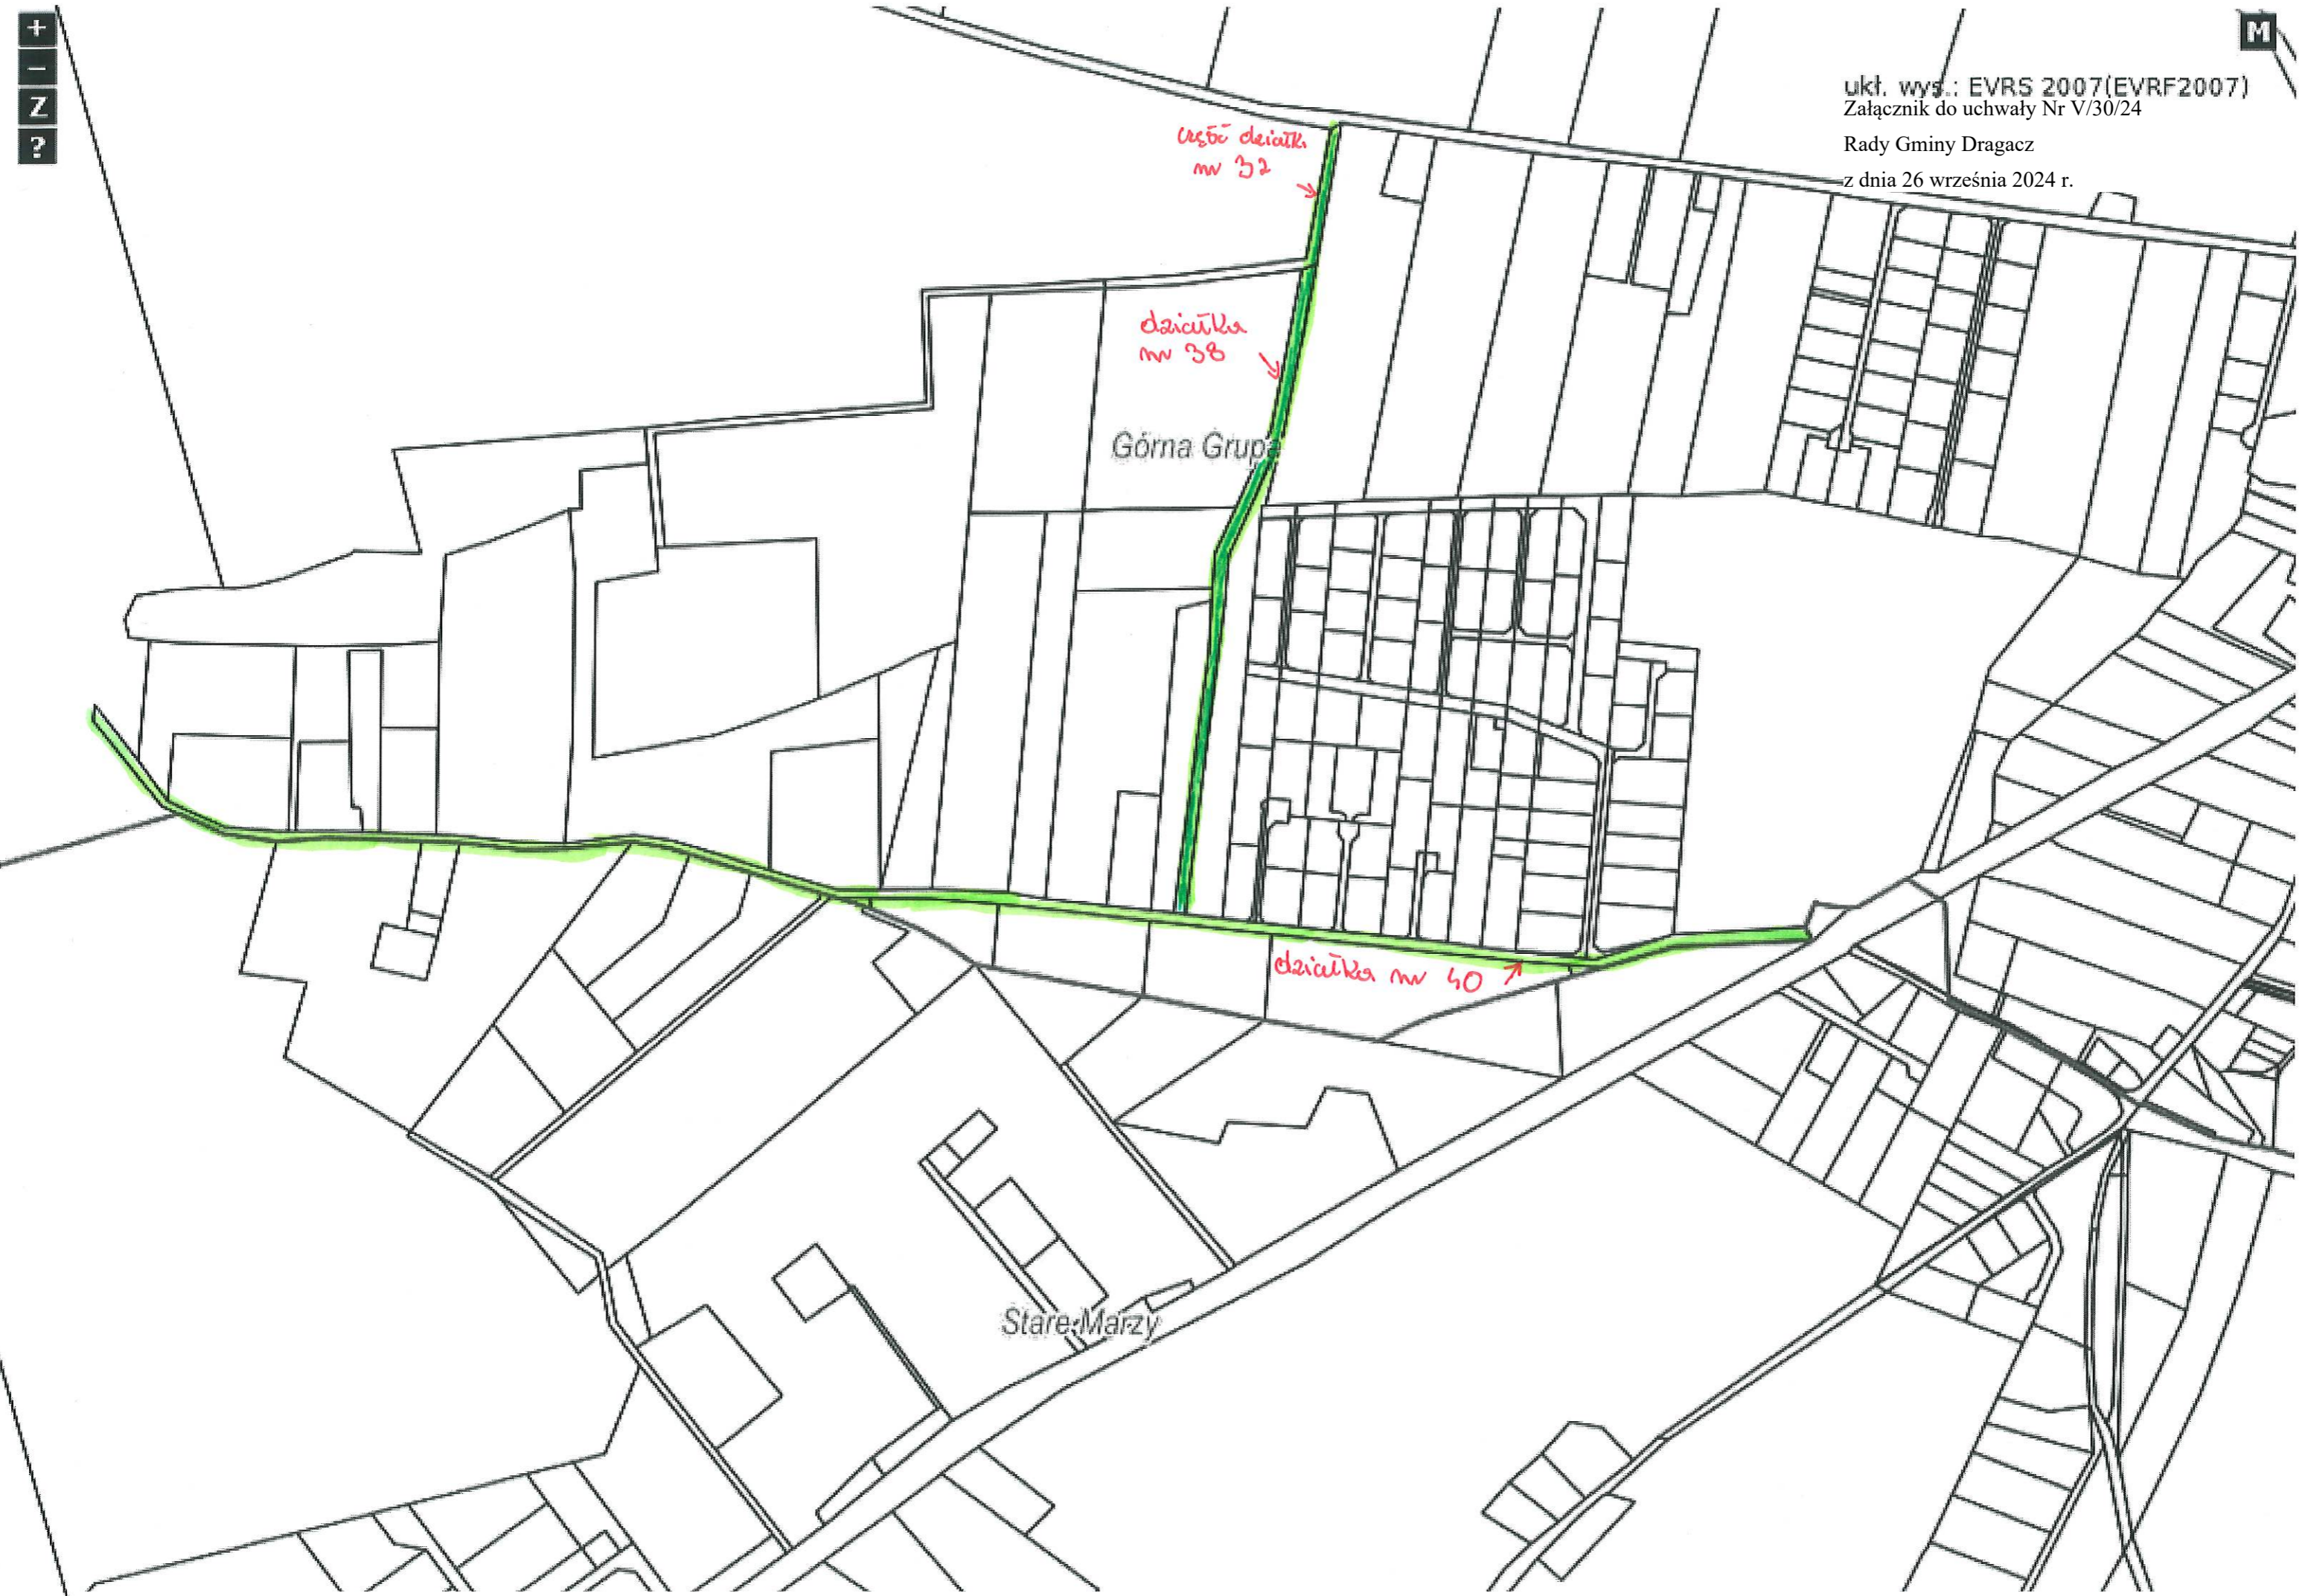 +
−
Z
?
M
ukł. wys.: EVRS 2007(EVRF2007)
Załącznik do uchwały Nr V/30/24
Rady Gminy Dragacz
z dnia 26 września 2024 r.
część działki
nr 32
działka
nr 38
Górna Grupa
działka nr 40
Stare Marzy